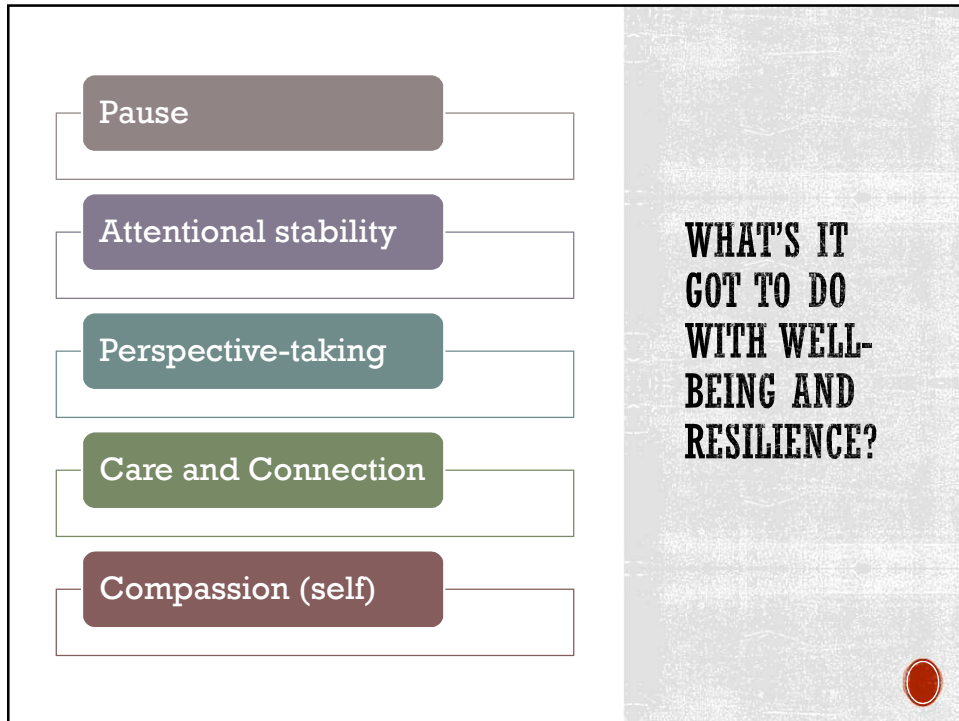 Pause
Attentional stability
Perspective-taking
Care and Connection
Compassion (self)
WHAT'S IT
GOT TO DO
WITH WELL-
BEING AND
RESILIENCE?